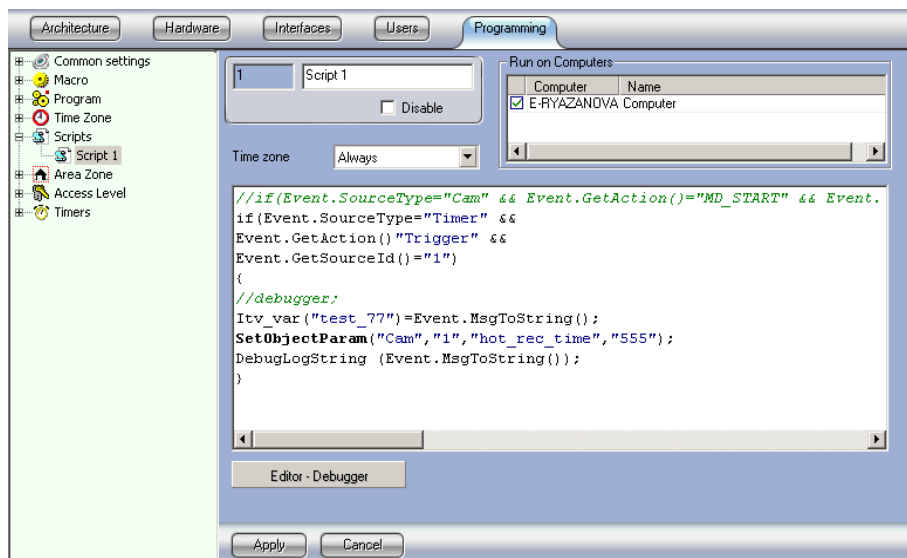 Architecture Hardware Interfaces Users Programming
Common settings
Macro
Program
Time Zone
Scripts
Script 1
Area Zone
Access Level
Timers
1 Script 1
Disable
Run on Computers
Computer Name
E-RYAZANOVA Computer
Time zone Always
//if(Event.SourceType="Cam" && Event.GetAction()="MD_START" && Event.
if(Event.SourceType="Timer" &&
Event.GetAction()"Trigger" &&
Event.GetSourceId()="1")
{
//debugger;
Itv_var("test_77")=Event.MsgToString();
SetObjectParam("Cam","1","hot_rec_time","555");
DebugLogString (Event.MsgToString());
}
Editor - Debugger
Apply Cancel